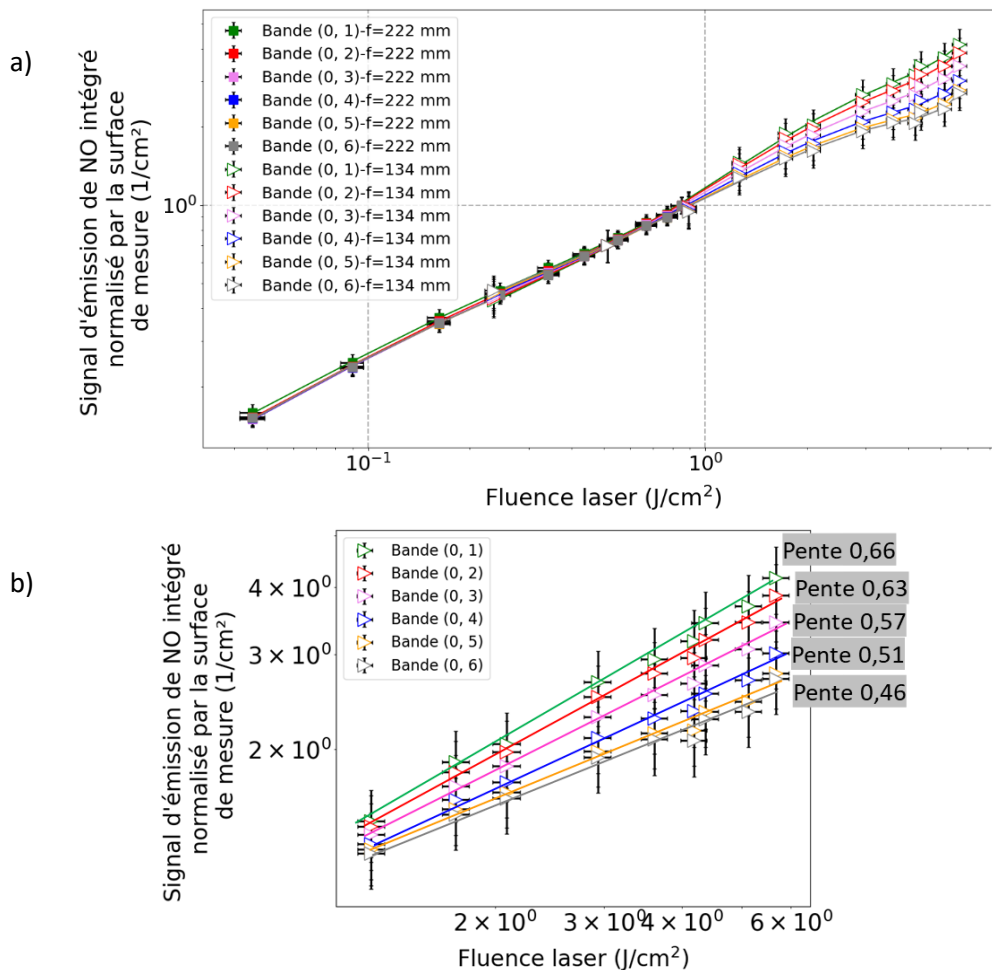 a)
Signal d'émission de NO intégré
normalisé par la surface
de mesure (1/cm²)
10⁰
Bande (0, 1)-f=222 mm
Bande (0, 2)-f=222 mm
Bande (0, 3)-f=222 mm
Bande (0, 4)-f=222 mm
Bande (0, 5)-f=222 mm
Bande (0, 6)-f=222 mm
Bande (0, 1)-f=134 mm
Bande (0, 2)-f=134 mm
Bande (0, 3)-f=134 mm
Bande (0, 4)-f=134 mm
Bande (0, 5)-f=134 mm
Bande (0, 6)-f=134 mm
10⁻¹ 10⁰
Fluence laser (J/cm²)
b)
Signal d'émission de NO intégré
normalisé par la surface
de mesure (1/cm²)
4 × 10⁰
3 × 10⁰
2 × 10⁰
Bande (0, 1)
Bande (0, 2)
Bande (0, 3)
Bande (0, 4)
Bande (0, 5)
Bande (0, 6)
Pente 0,66
Pente 0,63
Pente 0,57
Pente 0,51
Pente 0,46
2 × 10⁰ 3 × 10⁰ 4 × 10⁰ 6 × 10⁰
Fluence laser (J/cm²)